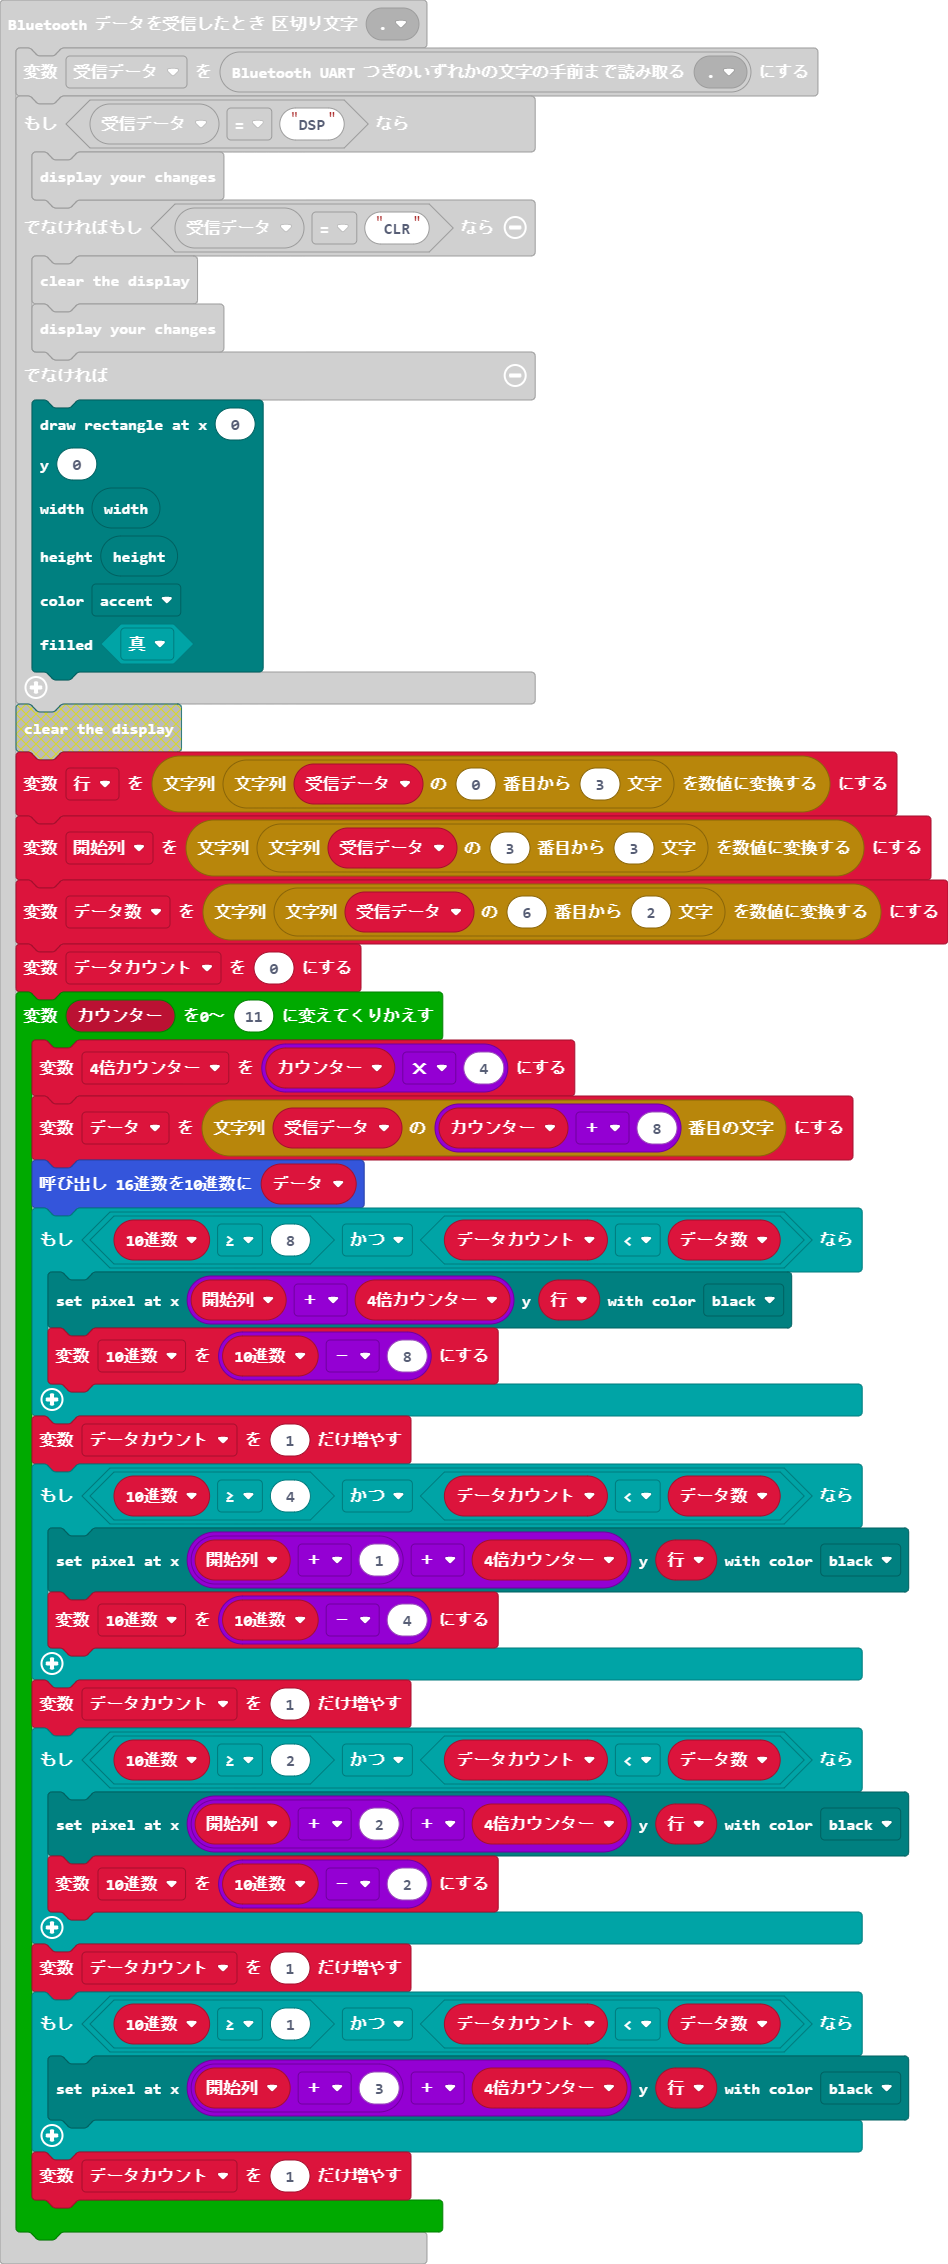 Bluetooth データを受信したとき 区切り文字 .
変数 受信データ を Bluetooth UART つぎのいずれかの文字の手前まで読み取る . にする
もし 受信データ = "DSP" なら
display your changes
でなければもし 受信データ = "CLR" なら
clear the display
display your changes
でなければ
draw rectangle at x 0
y 0
width width
height height
color accent
filled 真
clear the display
変数 行 を 文字列 文字列 受信データ の 0 番目から 3 文字 を数値に変換する にする
変数 開始列 を 文字列 文字列 受信データ の 3 番目から 3 文字 を数値に変換する にする
変数 データ数 を 文字列 文字列 受信データ の 6 番目から 2 文字 を数値に変換する にする
変数 データカウント を 0 にする
変数 カウンター を0～ 11 に変えてくりかえす
変数 4倍カウンター を カウンター × 4 にする
変数 データ を 文字列 受信データ の カウンター + 8 番目の文字 にする
呼び出し 16進数を10進数に データ
もし 10進数 ≥ 8 かつ データカウント < データ数 なら
set pixel at x 開始列 + 4倍カウンター y 行 with color black
変数 10進数 を 10進数 - 8 にする
変数 データカウント を 1 だけ増やす
もし 10進数 ≥ 4 かつ データカウント < データ数 なら
set pixel at x 開始列 + 1 + 4倍カウンター y 行 with color black
変数 10進数 を 10進数 - 4 にする
変数 データカウント を 1 だけ増やす
もし 10進数 ≥ 2 かつ データカウント < データ数 なら
set pixel at x 開始列 + 2 + 4倍カウンター y 行 with color black
変数 10進数 を 10進数 - 2 にする
変数 データカウント を 1 だけ増やす
もし 10進数 ≥ 1 かつ データカウント < データ数 なら
set pixel at x 開始列 + 3 + 4倍カウンター y 行 with color black
変数 データカウント を 1 だけ増やす